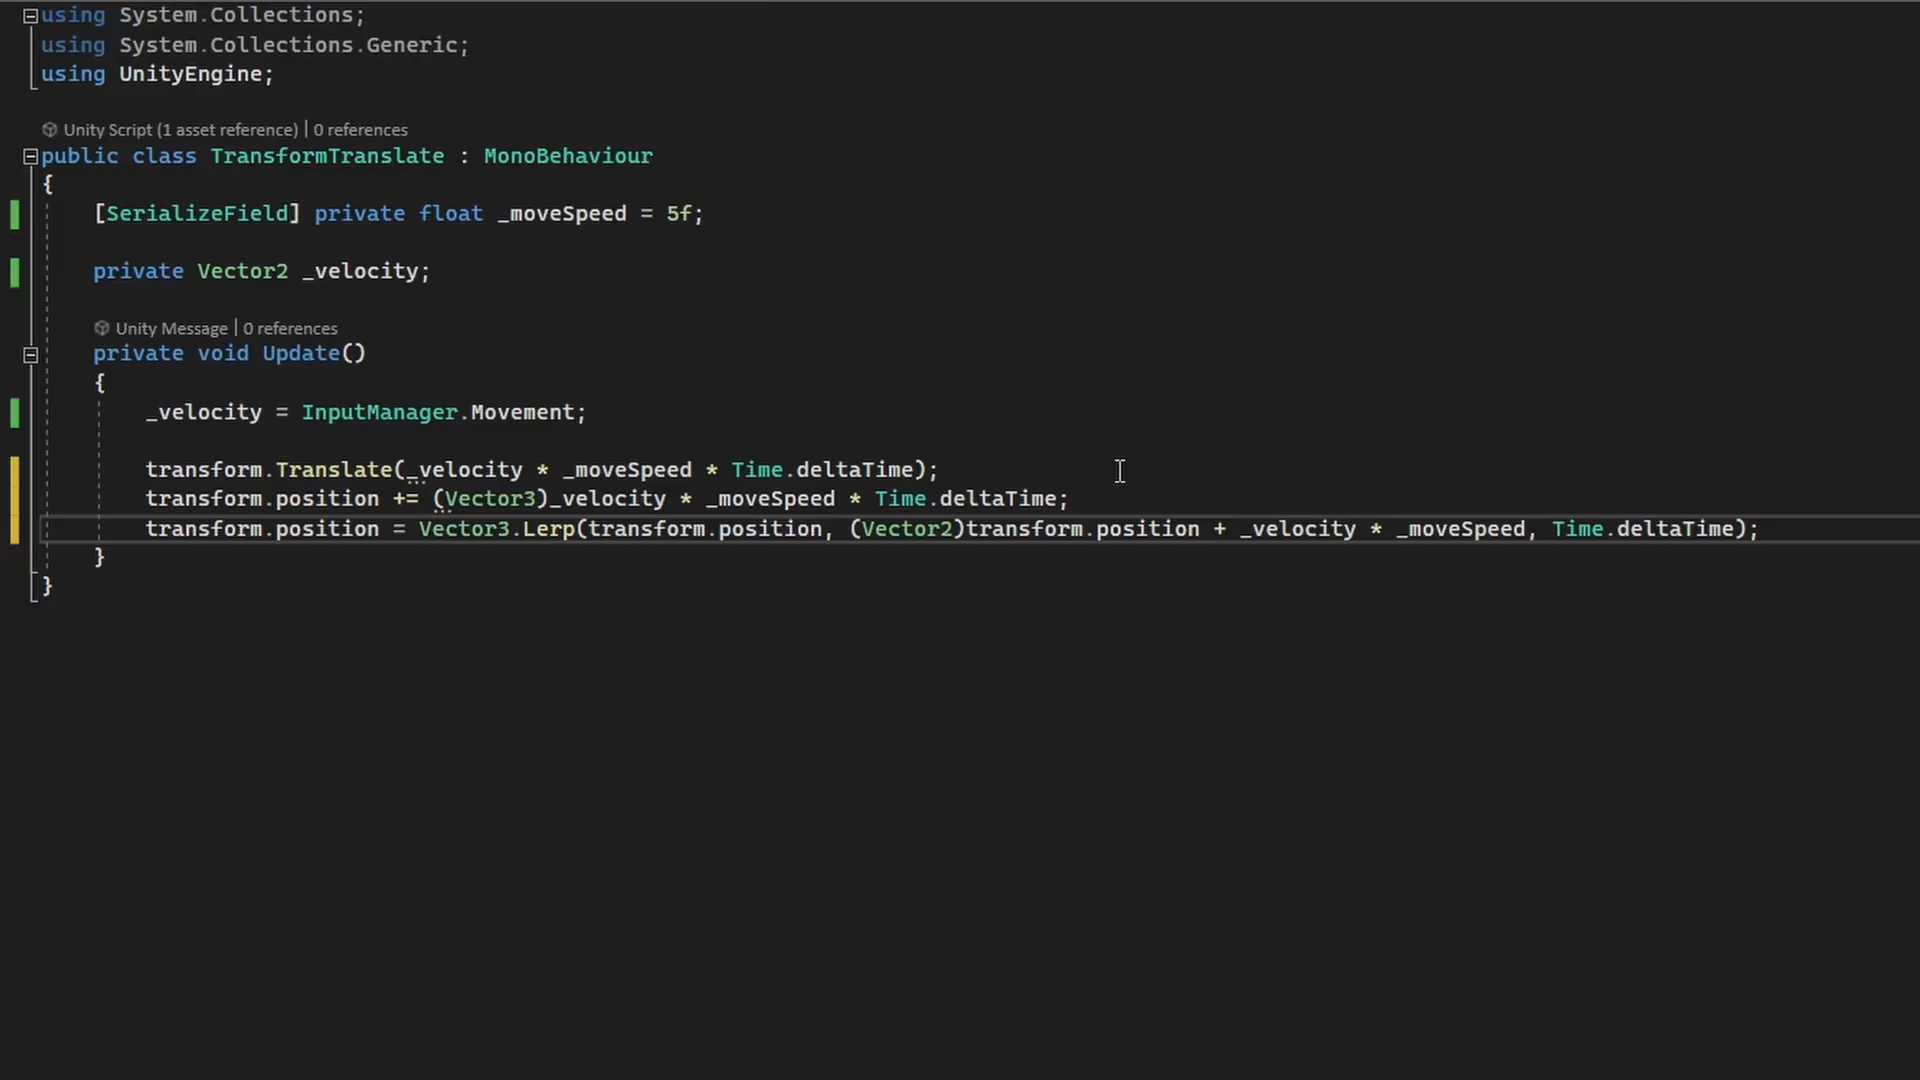 using System.Collections;
using System.Collections.Generic;
using UnityEngine;
Unity Script (1 asset reference) | 0 references
public class TransformTranslate : MonoBehaviour
{
[SerializeField] private float _moveSpeed = 5f;
private Vector2 _velocity;
Unity Message | 0 references
private void Update()
{
_velocity = InputManager.Movement;
transform.Translate(_velocity * _moveSpeed * Time.deltaTime);
transform.position += (Vector3)_velocity * _moveSpeed * Time.deltaTime;
transform.position = Vector3.Lerp(transform.position, (Vector2)transform.position + _velocity * _moveSpeed, Time.deltaTime);
}
}